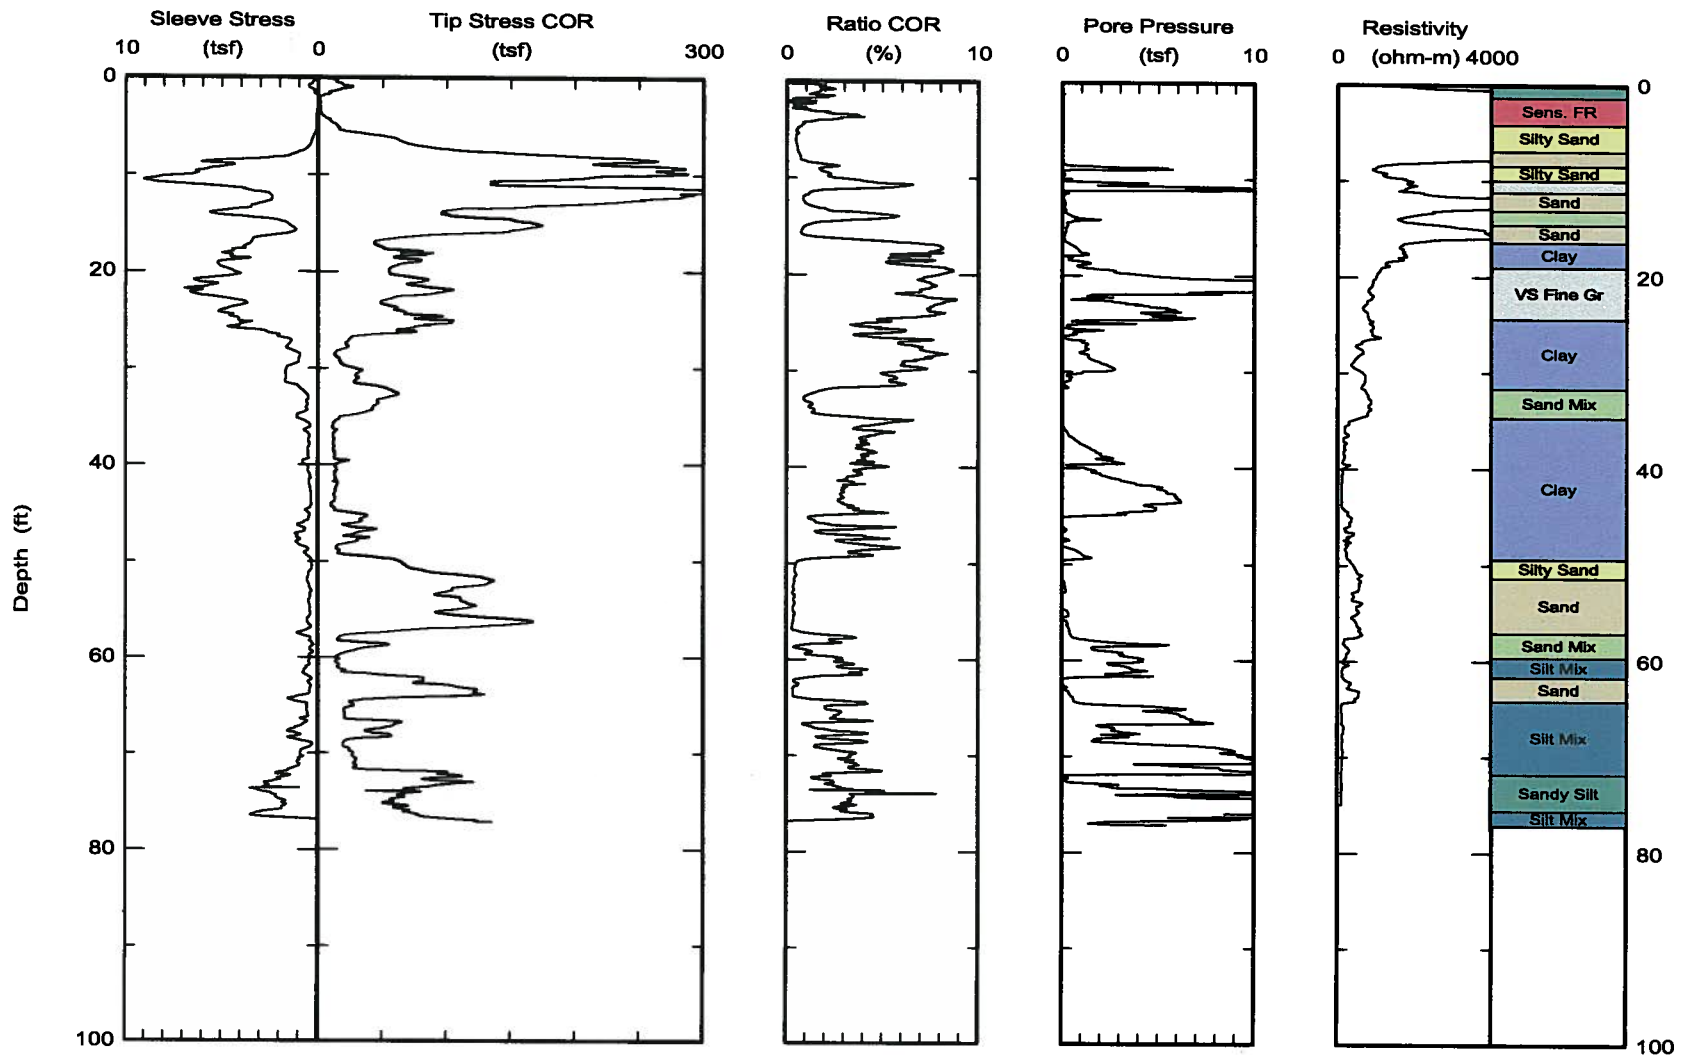 Sleeve Stress
(tsf)
10
0
Tip Stress COR
(tsf)
300
Ratio COR
(%)
0
10
Pore Pressure
(tsf)
0
10
Resistivity
(ohm-m)
0
4000
Depth (ft)
0
20
40
60
80
100
Sens. FR
Silty Sand
Silty Sand
Sand
Sand
Clay
VS Fine Gr
Clay
Sand Mix
Clay
Silty Sand
Sand
Sand Mix
Silt Mix
Sand
Silt Mix
Sandy Silt
Silt Mix
0
20
40
60
80
100